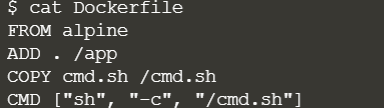 $ cat Dockerfile
FROM alpine
ADD . /app
COPY cmd.sh /cmd.sh
CMD ["sh", "-c", "/cmd.sh"]